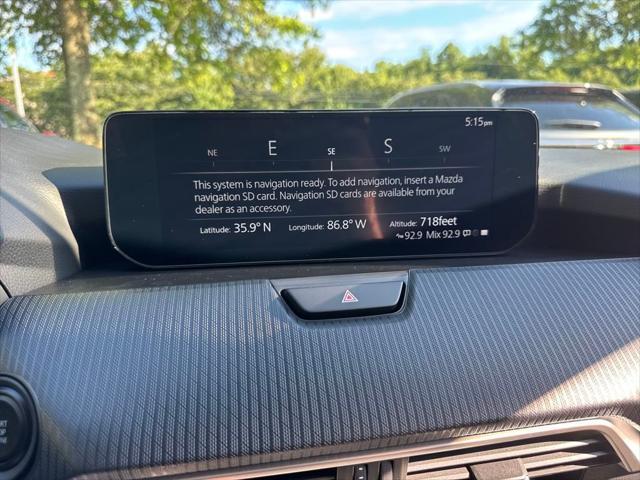 5:15pm
NE E SE S SW
This system is navigation ready. To add navigation, insert a Mazda
navigation SD card. Navigation SD cards are available from your
dealer as an accessory.
Latitude: 35.9° N Longitude: 86.8° W Altitude: 718feet
92.9 Mix 92.9
STOP